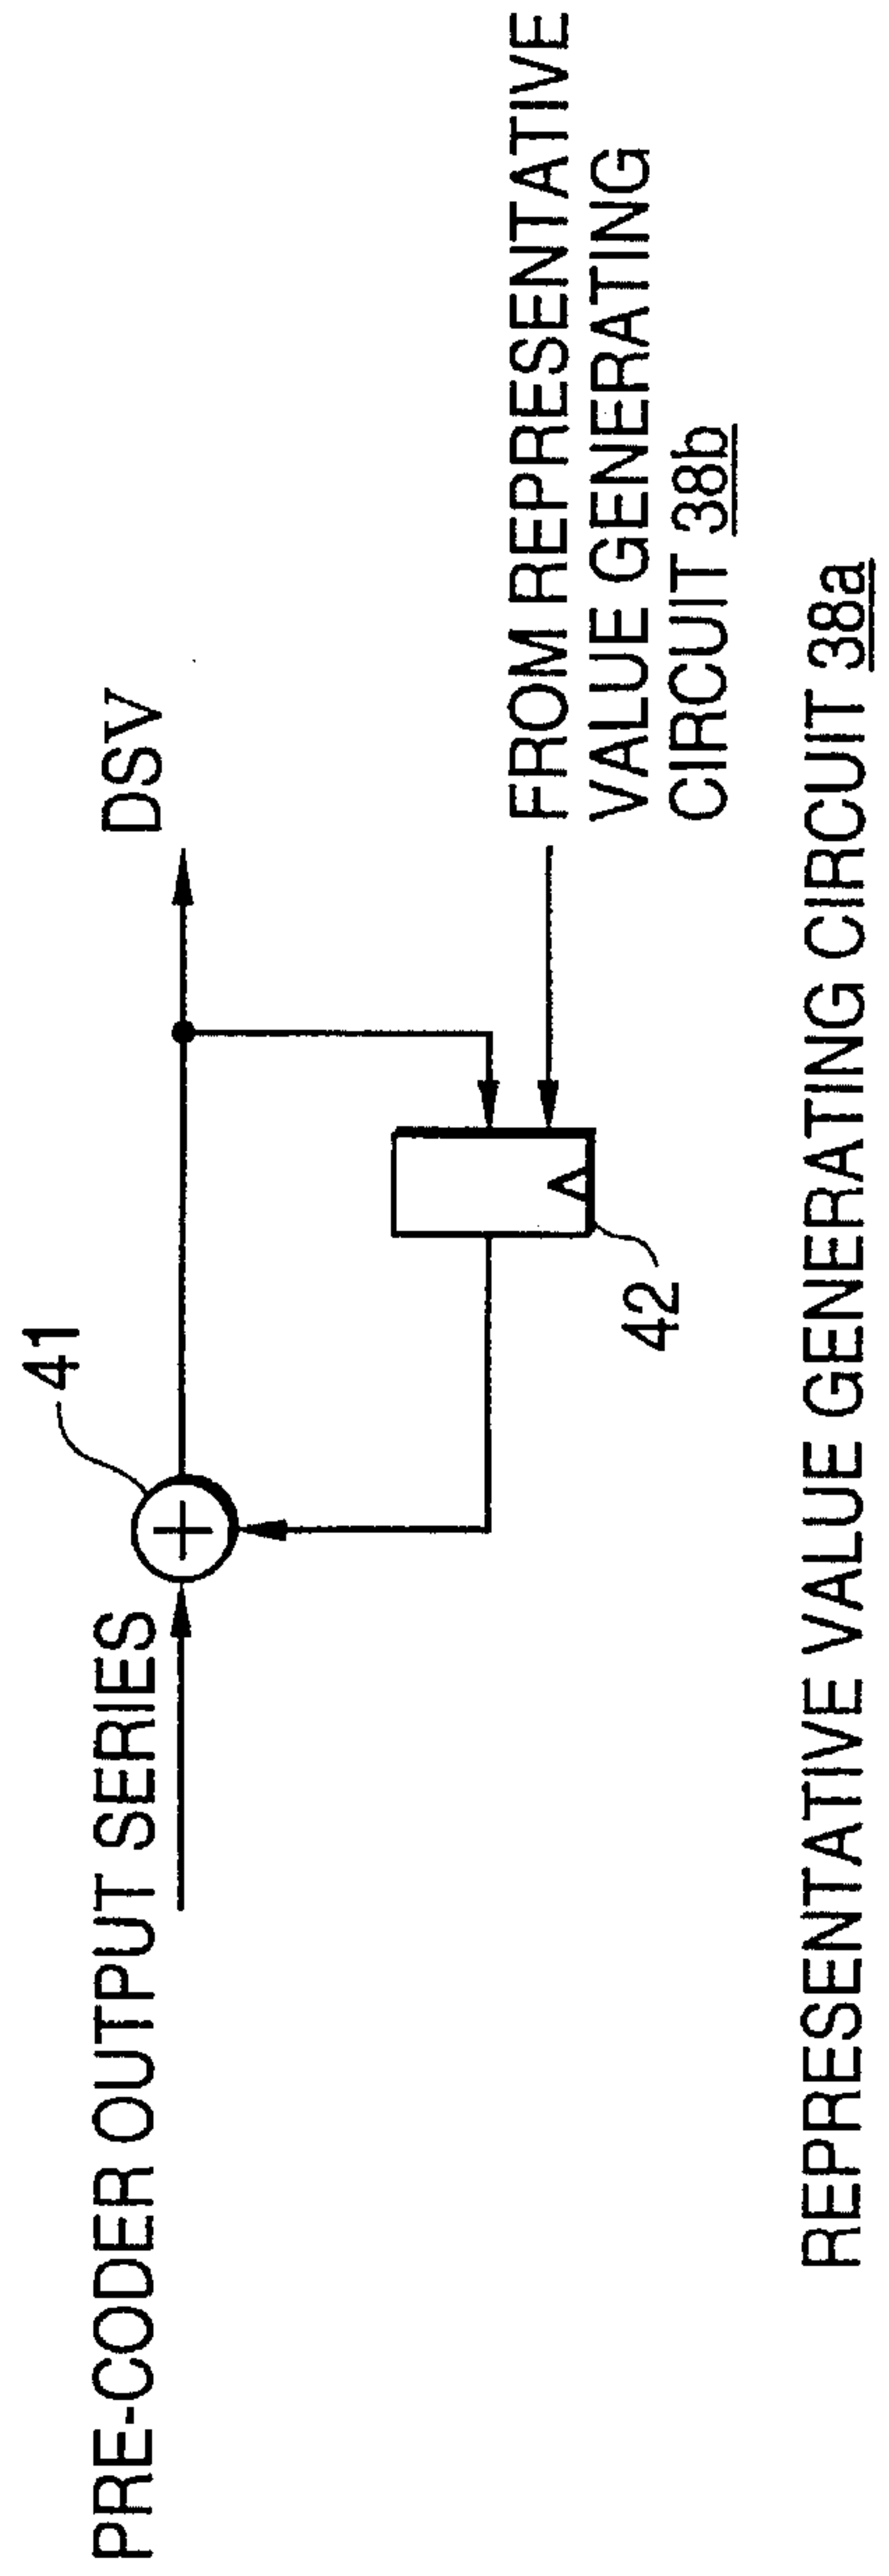 PRE-CODER OUTPUT SERIES
41
DSV
42
FROM REPRESENTATIVE
VALUE GENERATING
CIRCUIT 38b
REPRESENTATIVE VALUE GENERATING CIRCUIT 38a